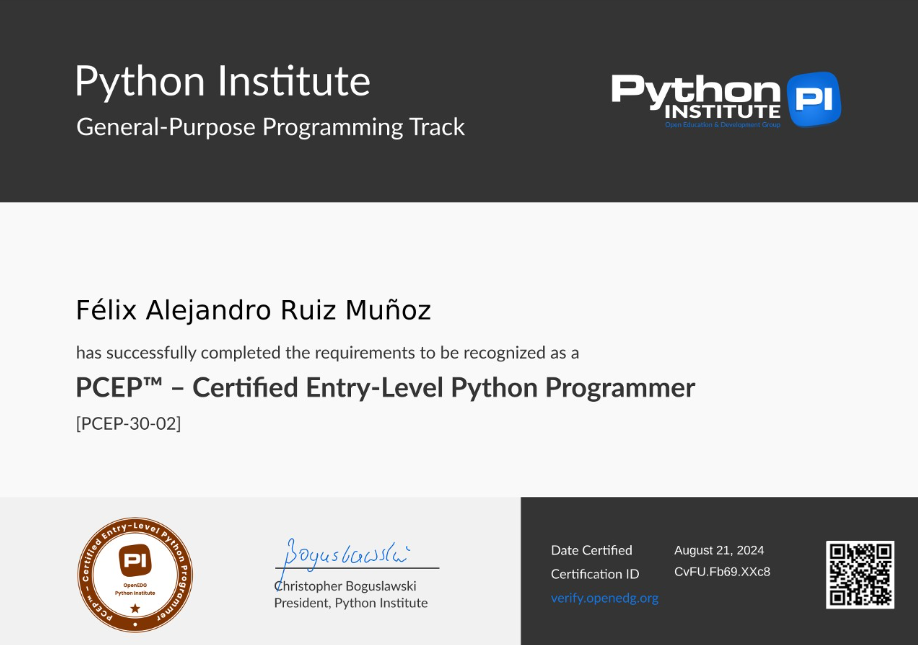 Python Institute
General-Purpose Programming Track
Python
INSTITUTE
PI
Open Education & Development Group
Félix Alejandro Ruiz Muñoz
has successfully completed the requirements to be recognized as a
PCEP™ – Certified Entry-Level Python Programmer
[PCEP-30-02]
PCEP™ – Certified Entry-Level Python Programmer
PI
OpenEDG
Python Institute
Boguslawski
Christopher Boguslawski
President, Python Institute
Date Certified August 21, 2024
Certification ID CvFU.Fb69.XXc8
verify.openedg.org